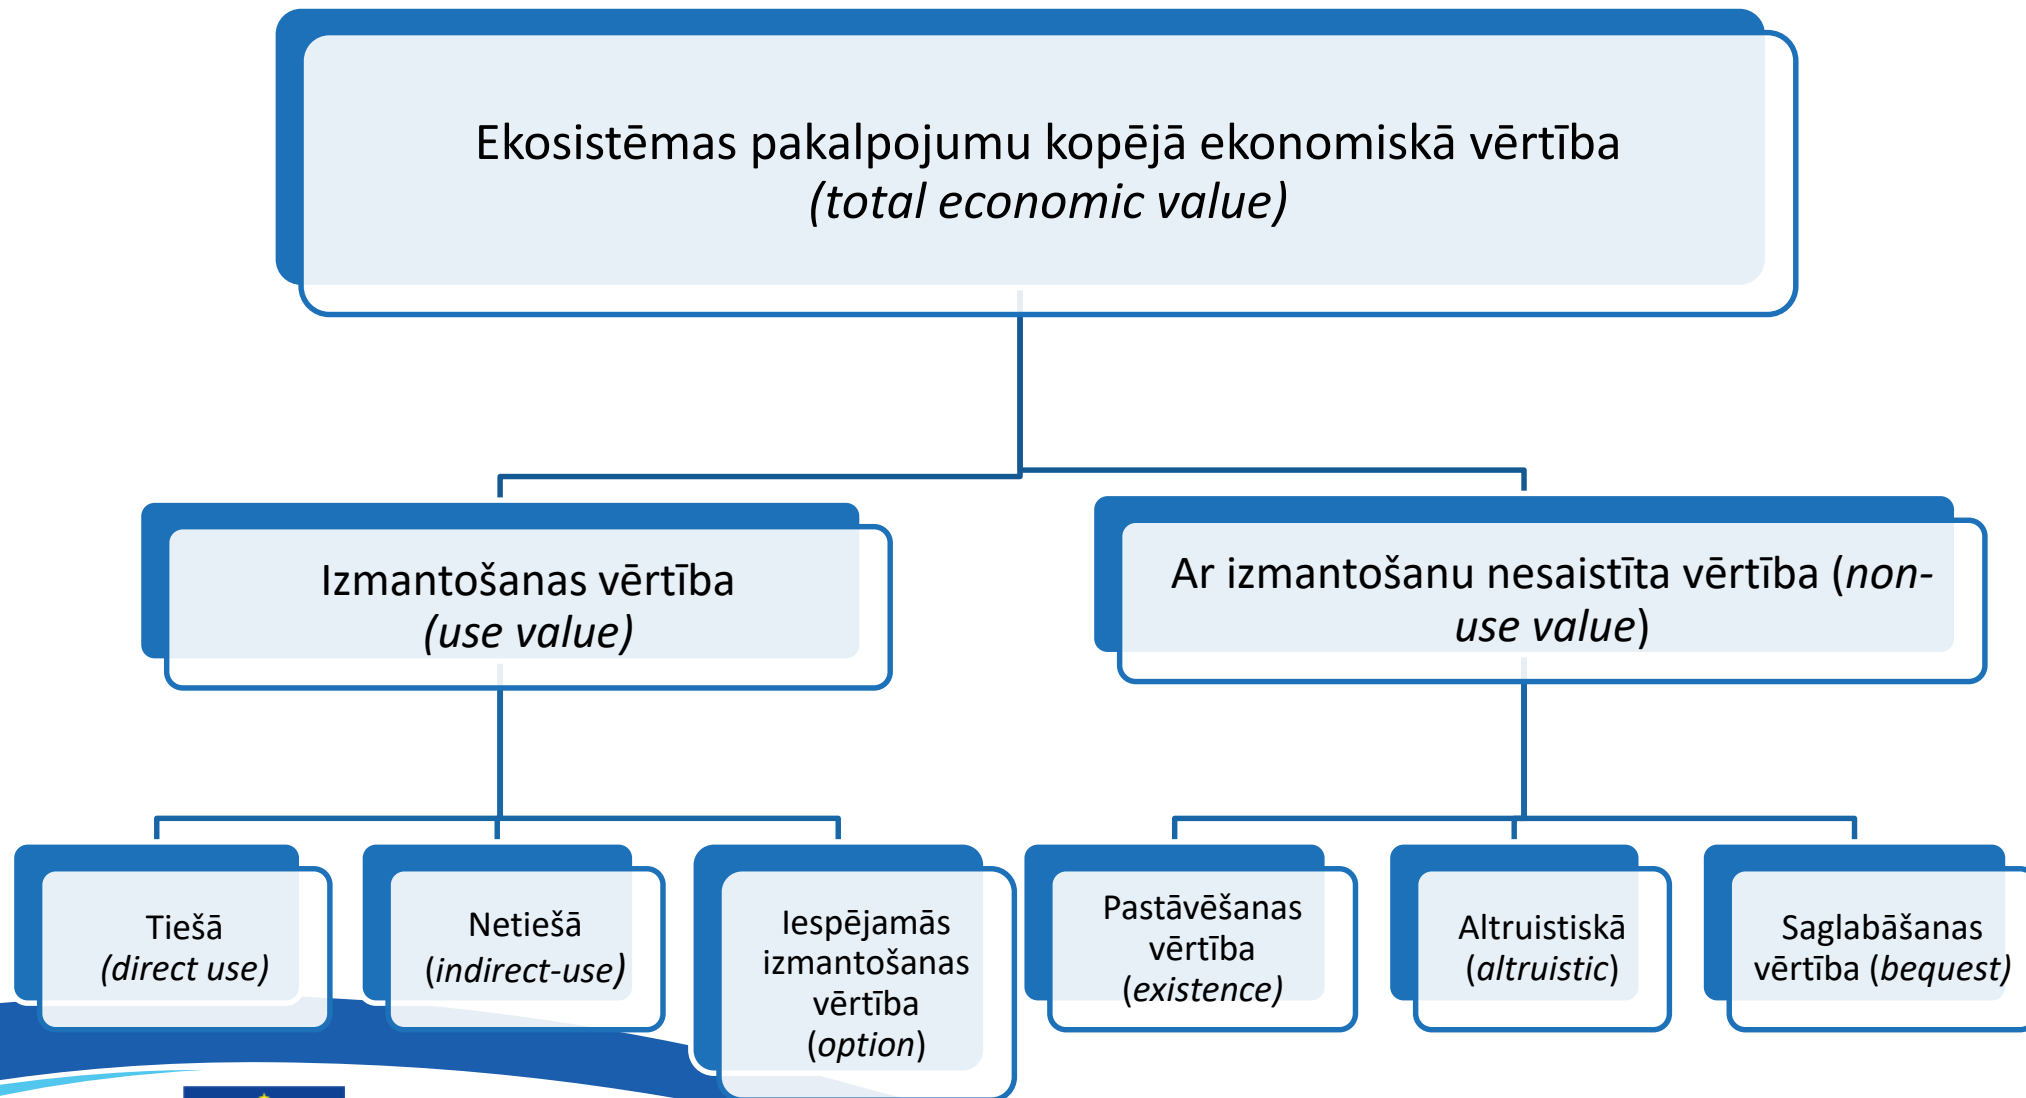 Ekosistēmas pakalpojumu kopējā ekonomiskā vērtība
(total economic value)
Izmantošanas vērtība
(use value)
Ar izmantošanu nesaistīta vērtība (non-
use value)
Tiešā
(direct use)
Netiešā
(indirect-use)
Iespējamās
izmantošanas
vērtība
(option)
Pastāvēšanas
vērtība
(existence)
Altruistiskā
(altruistic)
Saglabāšanas
vērtība (bequest)